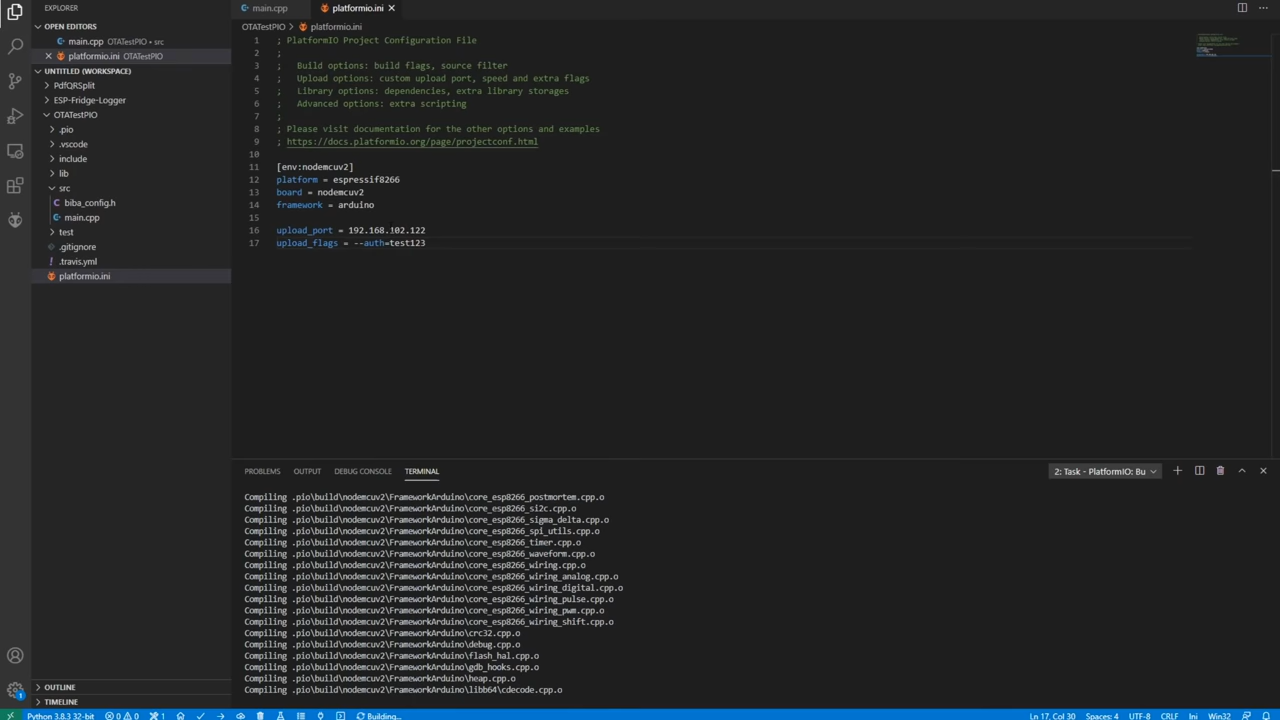 EXPLORER
OPEN EDITORS
main.cpp OTATestPIO • src
platformio.ini OTATestPIO
UNTITLED (WORKSPACE)
PdfQRSplit
ESP-Fridge-Logger
OTATestPIO
.pio
.vscode
include
lib
src
biba_config.h
main.cpp
test
.gitignore
.travis.yml
platformio.ini
OUTLINE
TIMELINE
main.cpp
platformio.ini
OTATestPIO > platformio.ini
1 ; PlatformIO Project Configuration File
2 ;
3 ; Build options: build flags, source filter
4 ; Upload options: custom upload port, speed and extra flags
5 ; Library options: dependencies, extra library storages
6 ; Advanced options: extra scripting
7 ;
8 ; Please visit documentation for the other options and examples
9 ; https://docs.platformio.org/page/projectconf.html
10
11 [env:nodemcuv2]
12 platform = espressif8266
13 board = nodemcuv2
14 framework = arduino
15
16 upload_port = 192.168.102.122
17 upload_flags = --auth=test123
PROBLEMS OUTPUT DEBUG CONSOLE TERMINAL
2: Task - PlatformIO: Bu
Compiling .pio\build\nodemcuv2\FrameworkArduino\core_esp8266_postmortem.cpp.o
Compiling .pio\build\nodemcuv2\FrameworkArduino\core_esp8266_si2c.cpp.o
Compiling .pio\build\nodemcuv2\FrameworkArduino\core_esp8266_sigma_delta.cpp.o
Compiling .pio\build\nodemcuv2\FrameworkArduino\core_esp8266_spi_utils.cpp.o
Compiling .pio\build\nodemcuv2\FrameworkArduino\core_esp8266_timer.cpp.o
Compiling .pio\build\nodemcuv2\FrameworkArduino\core_esp8266_waveform.cpp.o
Compiling .pio\build\nodemcuv2\FrameworkArduino\core_esp8266_wiring.cpp.o
Compiling .pio\build\nodemcuv2\FrameworkArduino\core_esp8266_wiring_analog.cpp.o
Compiling .pio\build\nodemcuv2\FrameworkArduino\core_esp8266_wiring_digital.cpp.o
Compiling .pio\build\nodemcuv2\FrameworkArduino\core_esp8266_wiring_pulse.cpp.o
Compiling .pio\build\nodemcuv2\FrameworkArduino\core_esp8266_wiring_pwm.cpp.o
Compiling .pio\build\nodemcuv2\FrameworkArduino\core_esp8266_wiring_shift.cpp.o
Compiling .pio\build\nodemcuv2\FrameworkArduino\crc32.cpp.o
Compiling .pio\build\nodemcuv2\FrameworkArduino\debug.cpp.o
Compiling .pio\build\nodemcuv2\FrameworkArduino\flash_hal.cpp.o
Compiling .pio\build\nodemcuv2\FrameworkArduino\gdb_hooks.cpp.o
Compiling .pio\build\nodemcuv2\FrameworkArduino\heap.cpp.o
Compiling .pio\build\nodemcuv2\FrameworkArduino\libb64\cdecode.cpp.o
1
Python 3.8.3 32-bit 0 0 1 Building... Ln 17, Col 30 Spaces: 4 UTF-8 CRLF Ini Win32